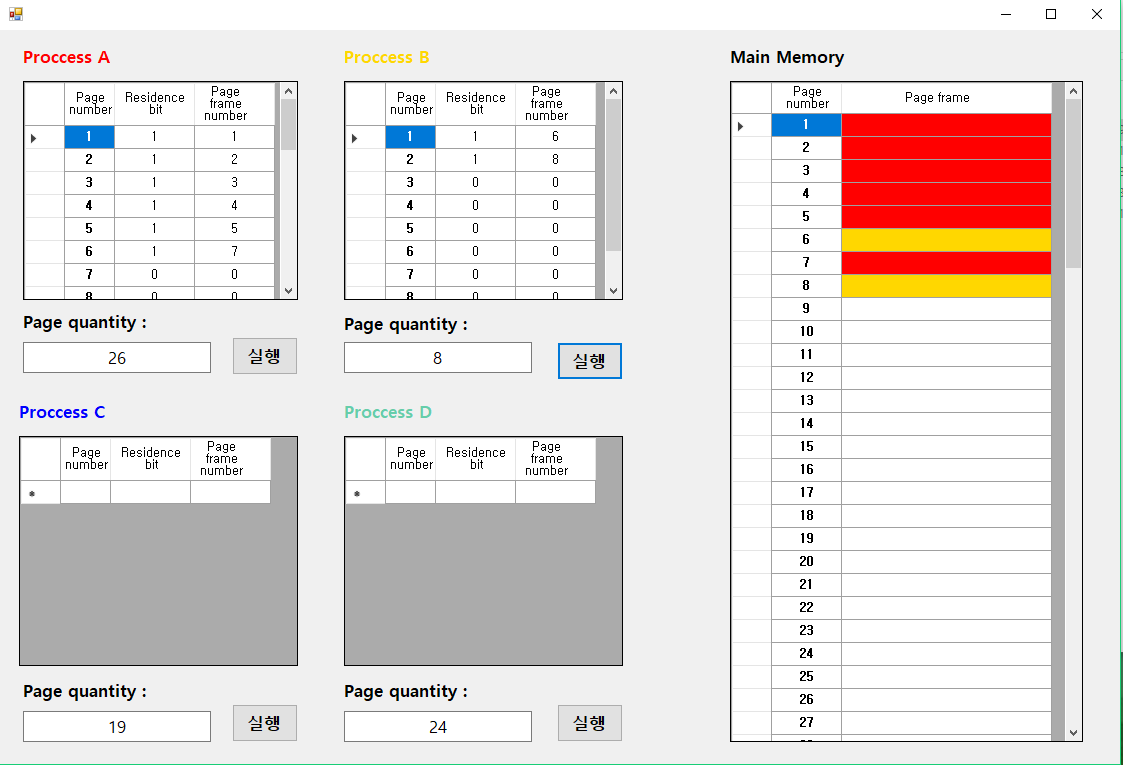 Proccess A
Page number Residence bit Page frame number
1 1 1
2 1 2
3 1 3
4 1 4
5 1 5
6 1 7
7 0 0
8 0 0
Page quantity :
26 실행
Proccess B
Page number Residence bit Page frame number
1 1 6
2 1 8
3 0 0
4 0 0
5 0 0
6 0 0
7 0 0
8 0 0
Page quantity :
8 실행
Proccess C
Page number Residence bit Page frame number
*
Page quantity :
19 실행
Proccess D
Page number Residence bit Page frame number
*
Page quantity :
24 실행
Main Memory
Page number Page frame
1
2
3
4
5
6
7
8
9
10
11
12
13
14
15
16
17
18
19
20
21
22
23
24
25
26
27